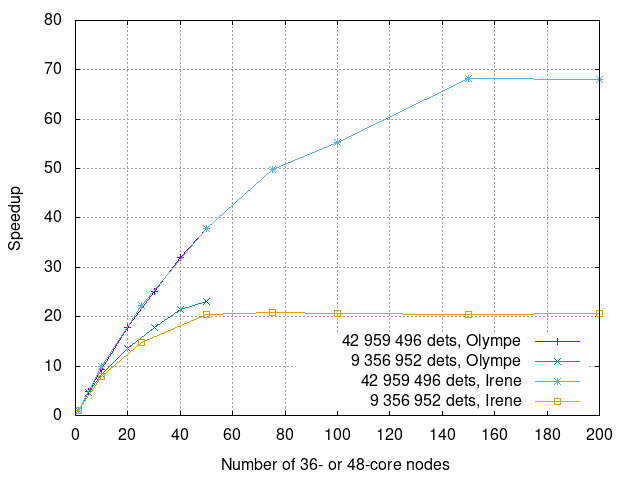 80
70
60
50
40
30
20
10
0
Speedup
42 959 496 dets, Olympe
9 356 952 dets, Olympe
42 959 496 dets, Irene
9 356 952 dets, Irene
0 20 40 60 80 100 120 140 160 180 200
Number of 36- or 48-core nodes